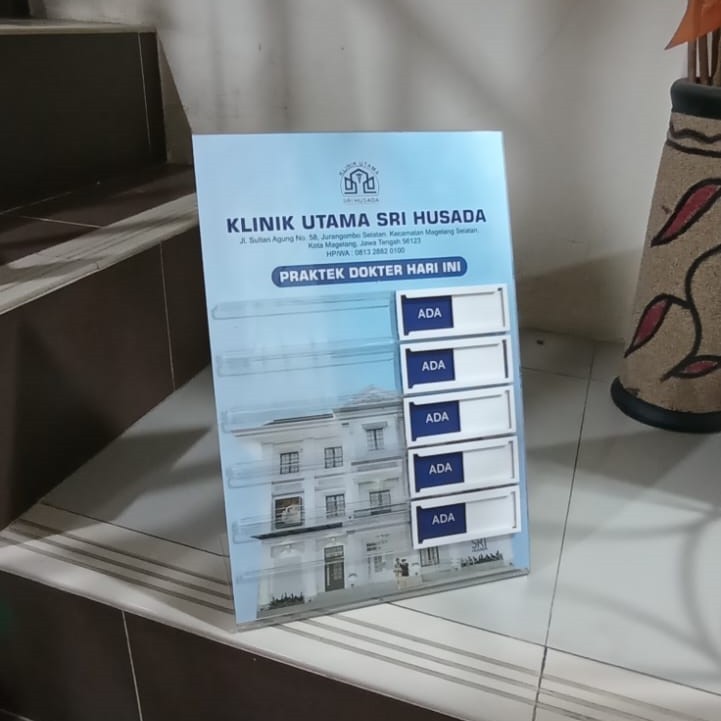 KLINIK UTAMA
SRI HUSADA
KLINIK UTAMA SRI HUSADA
Jl. Sultan Agung No. 58, Jurangombo Selatan. Kecamatan Magelang Selatan.
Kota Magelang, Jawa Tengah 56123
HP/WA : 0813 2882 0100
PRAKTEK DOKTER HARI INI
ADA
ADA
ADA
ADA
ADA
SRI